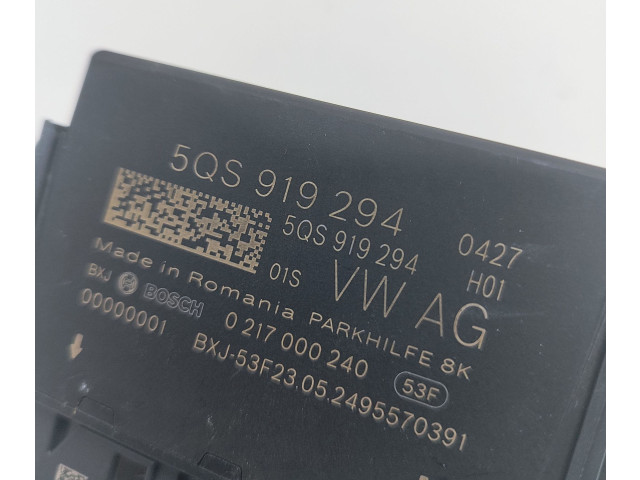 5QS 919 294
5QS 919 294 0427
01S VW AG H01
Made in Romania PARKHILFE 8K
BXJ BOSCH 0 217 000 240 53F
00000001 BXJ-53F23.05.2495570391